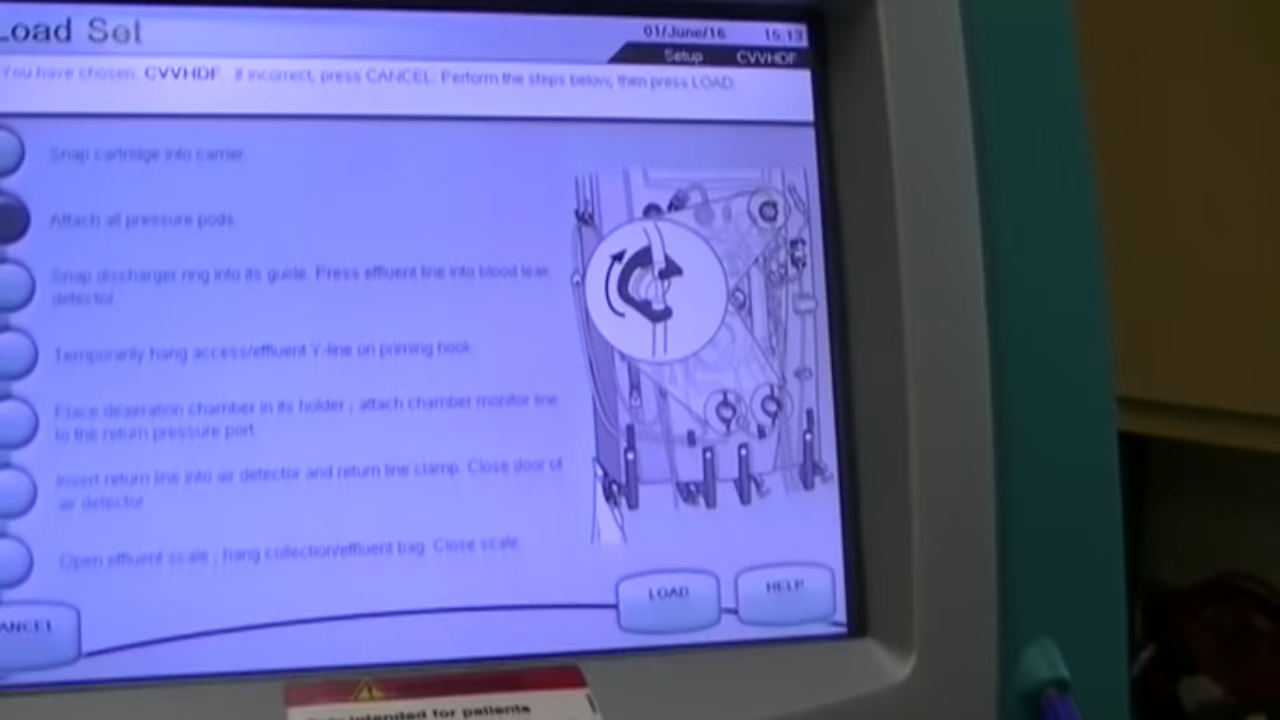 Load Set
01/June/16 15:13
Setup CVVHDF
You have chosen: CVVHDF . If incorrect, press CANCEL. Perform the steps below, then press LOAD.
Snap cartridge into carrier.
Attach all pressure pods.
Snap discharger ring into its guide. Press effluent line into blood leak
detector.
Temporarily hang access/effluent Y-line on priming hook.
Place deaeration chamber in its holder ; attach chamber monitor line
to the return pressure port.
Insert return line into air detector and return line clamp. Close door of
air detector.
Open effluent scale ; hang collection/effluent bag. Close scale.
ANCEL
LOAD
HELP
intended for patients